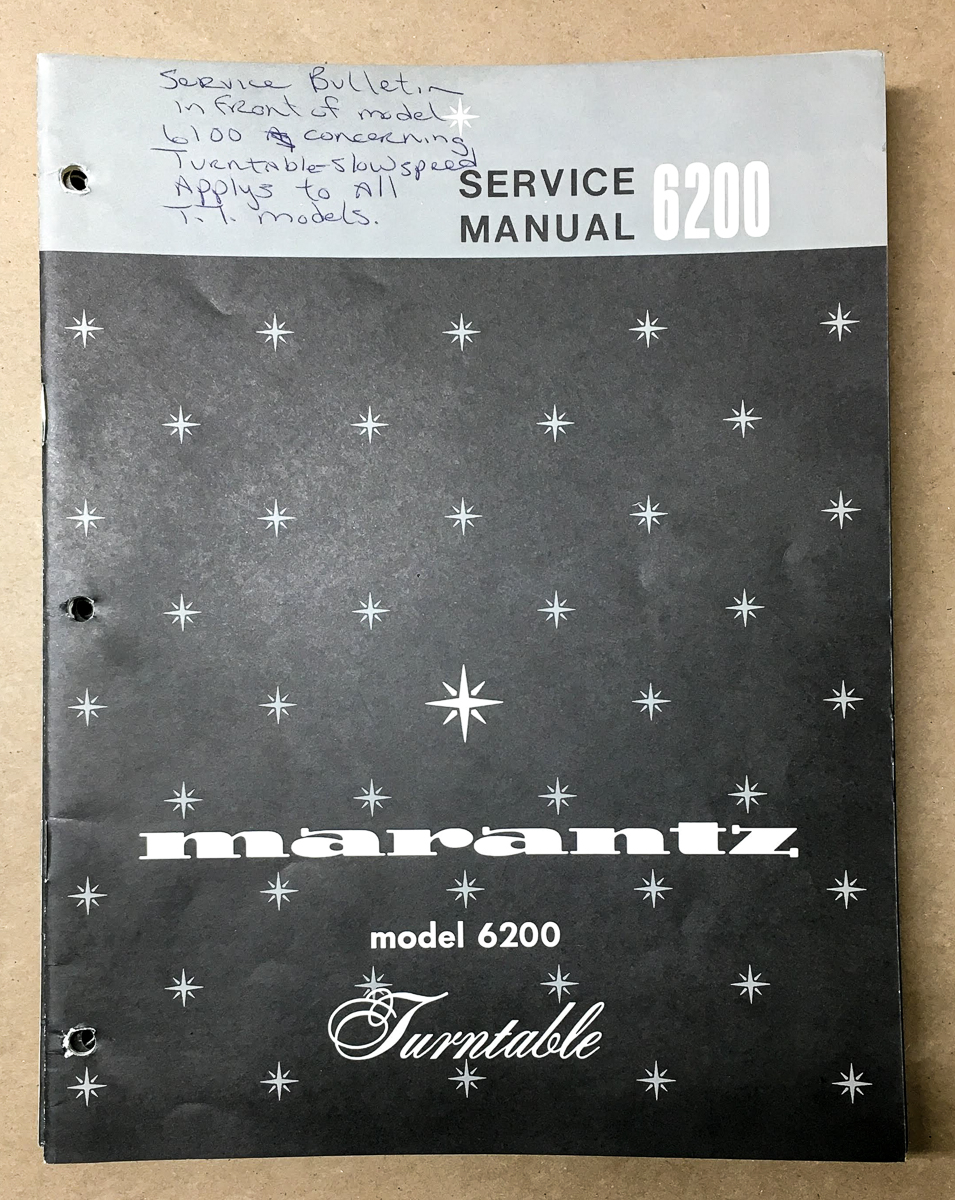 Service Bulletin
in front of model
6100 concerning
Turntable slow speed
Applys to All
T.T. models.
SERVICE
MANUAL 6200
marantz
model 6200
Turntable